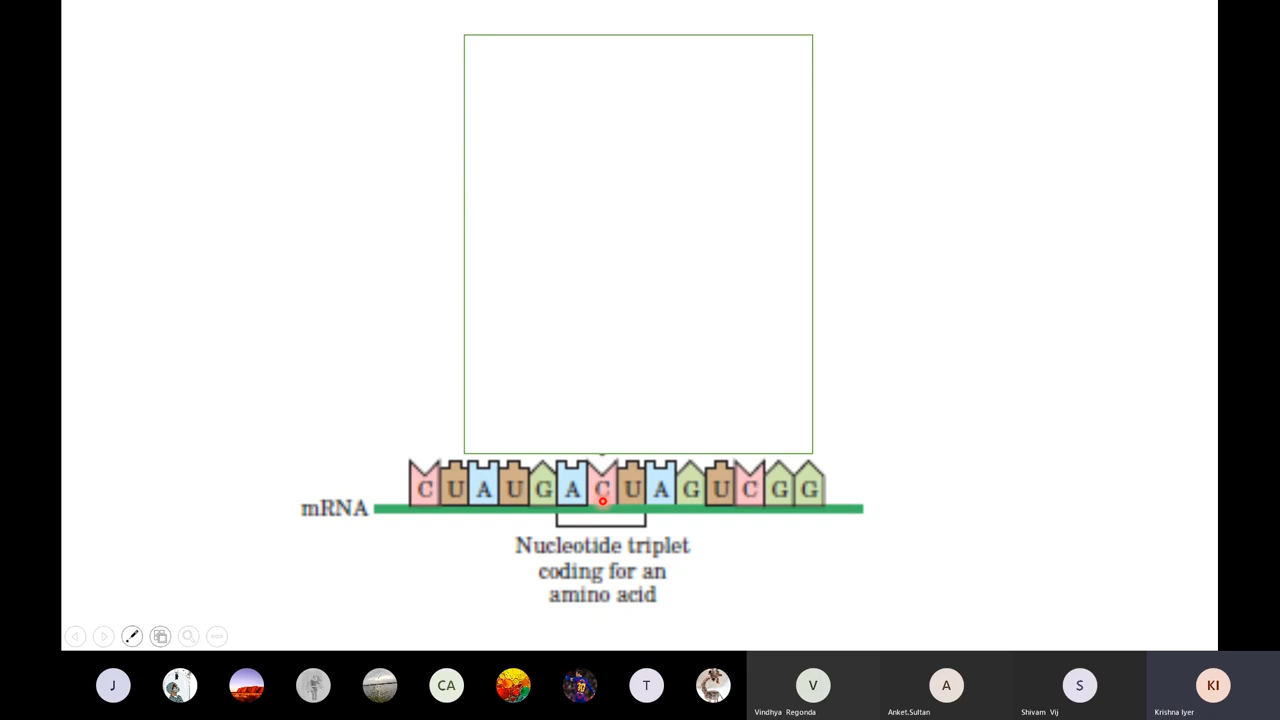 C U A U G A C U A G U C G G
mRNA
Nucleotide triplet
coding for an
amino acid
J
CA
T
V
A
S
KI
Vindhya Regonda
Anket.Sultan
Shivam Vij
Krishna Iyer